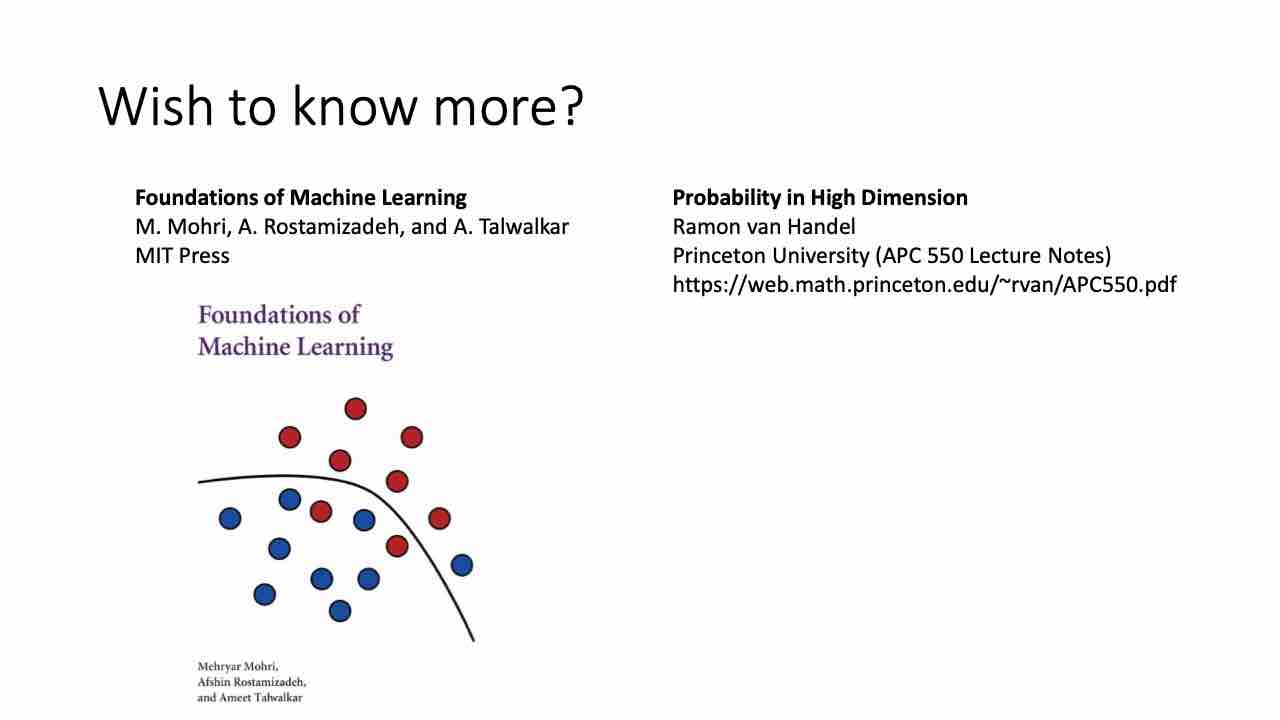 Wish to know more?
Foundations of Machine Learning
M. Mohri, A. Rostamizadeh, and A. Talwalkar
MIT Press
Probability in High Dimension
Ramon van Handel
Princeton University (APC 550 Lecture Notes)
https://web.math.princeton.edu/~rvan/APC550.pdf
Foundations of
Machine Learning
Mehryar Mohri,
Afshin Rostamizadeh,
and Ameet Talwalkar